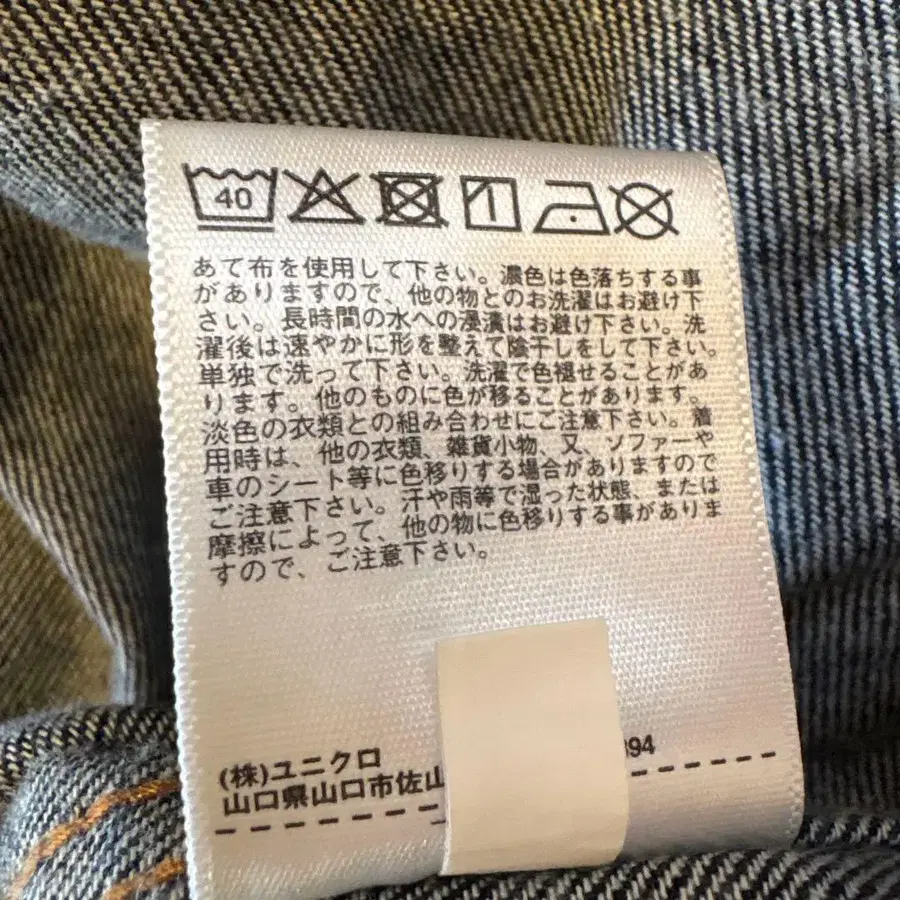 40
あて布を使用して下さい。濃色は色落ちする事
がありますので、他の物とのお洗濯はお避け下
さい。長時間の水への浸漬はお避け下さい。洗
濯後は速やかに形を整えて陰干しをして下さい。
単独で洗って下さい。洗濯で色褪せることがあ
ります。他のものに色が移ることがあります。
淡色の衣類との組み合わせにご注意下さい。着
用時は、他の衣類、雑貨小物、又、ソファーや
車のシート等に色移りする場合がありますので
ご注意下さい。汗や雨等で湿った状態、または
摩擦によって、他の物に色移りする事がありま
すので、ご注意下さい。
(株)ユニクロ
山口県山口市佐山 894